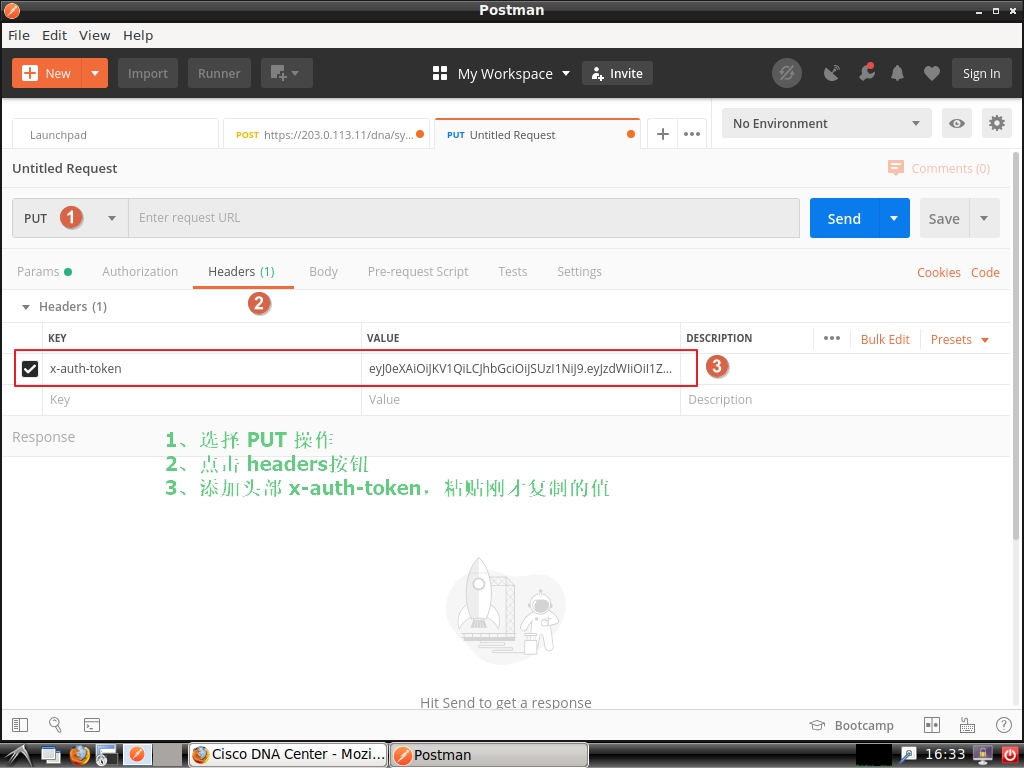 Postman
File Edit View Help
New Import Runner My Workspace Invite Sign In
Launchpad POST https://203.0.113.11/dna/sy... PUT Untitled Request No Environment
Untitled Request Comments (0)
PUT 1 Enter request URL Send Save
Params Authorization Headers (1) Body Pre-request Script Tests Settings Cookies Code
2
Headers (1)
KEY VALUE DESCRIPTION Bulk Edit Presets
x-auth-token eyJ0eXAiOiJKV1QiLCJhbGciOiJSUzI1NiJ9.eyJzdWIiOiI1Z... 3
Key Value Description
Response
1、选择 PUT 操作
2、点击 headers按钮
3、添加头部 x-auth-token，粘贴刚才复制的值
Hit Send to get a response
Bootcamp
Cisco DNA Center - Mozi... Postman 16:33